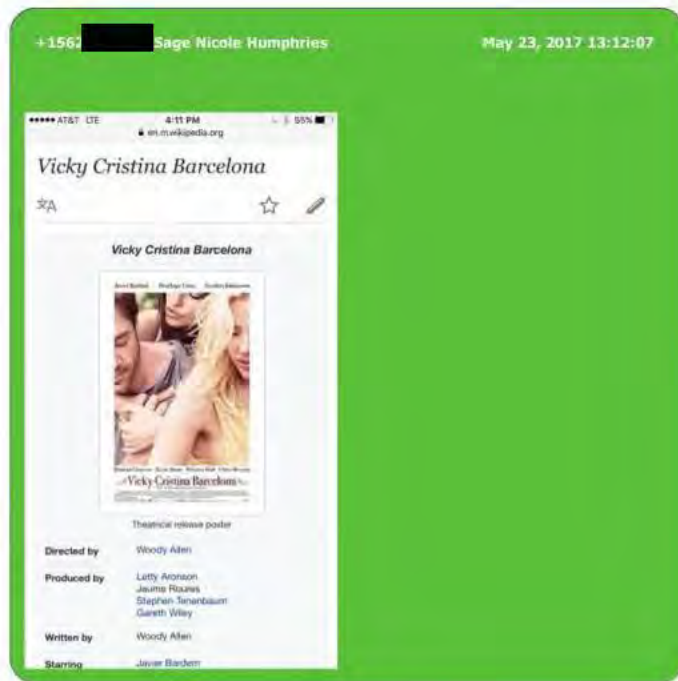 +1562 Sage Nicole Humphries May 23, 2017 13:12:07
AT&T LTE 4:11 PM 55%
en.m.wikipedia.org
Vicky Cristina Barcelona
Vicky Cristina Barcelona
Vicky Cristina Barcelona
Theatrical release poster
Directed by Woody Allen
Produced by Letty Aronson
Jaume Roures
Stephen Tenenbaum
Gareth Wiley
Written by Woody Allen
Starring Javier Bardem